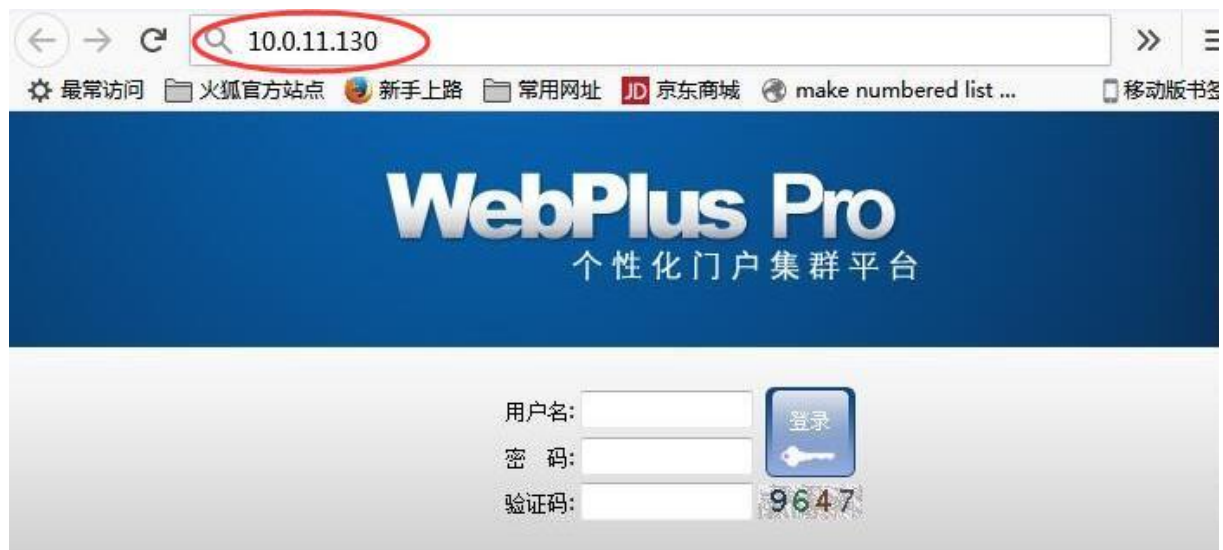 10.0.11.130
最常访问 火狐官方站点 新手上路 常用网址 JD 京东商城 make numbered list ... 移动版书签
WebPlus Pro
个性化门户集群平台
用户名:
登录
密 码:
验证码:
9647